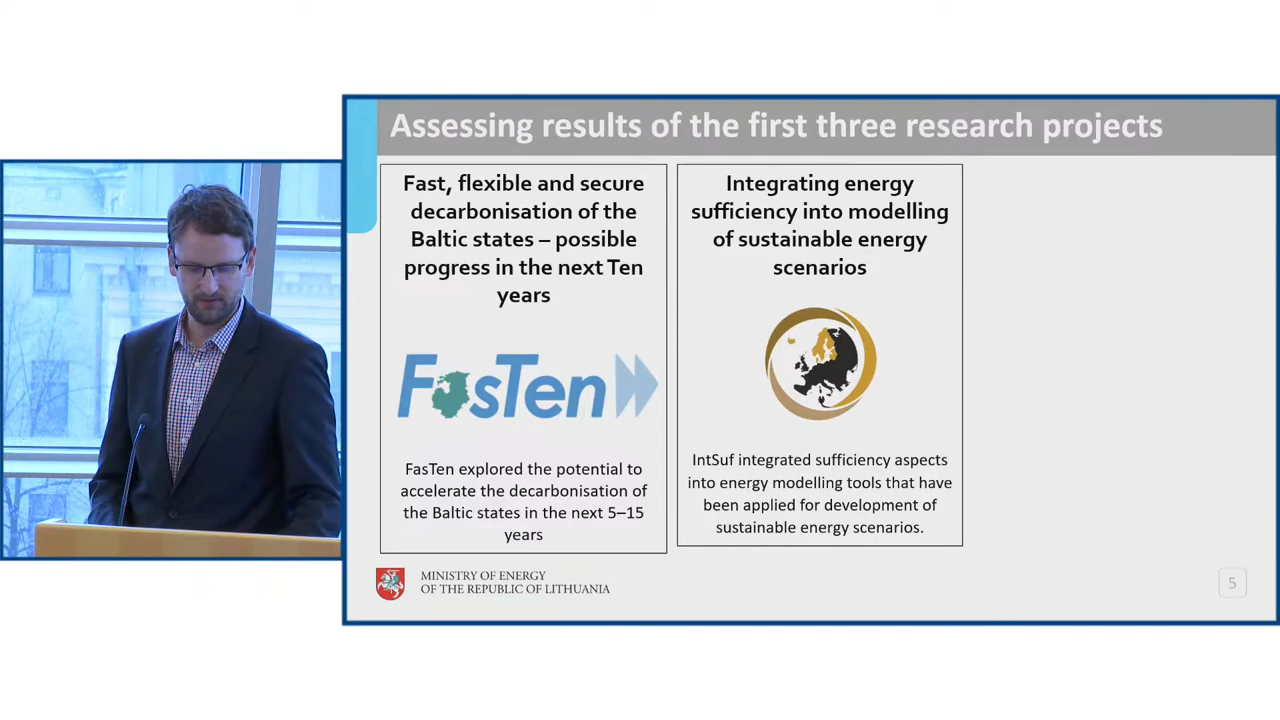 Assessing results of the first three research projects
Fast, flexible and secure
decarbonisation of the
Baltic states – possible
progress in the next Ten
years
FasTen
FasTen explored the potential to
accelerate the decarbonisation of
the Baltic states in the next 5–15
years
Integrating energy
sufficiency into modelling
of sustainable energy
scenarios
IntSuf integrated sufficiency aspects
into energy modelling tools that have
been applied for development of
sustainable energy scenarios.
MINISTRY OF ENERGY
OF THE REPUBLIC OF LITHUANIA
5